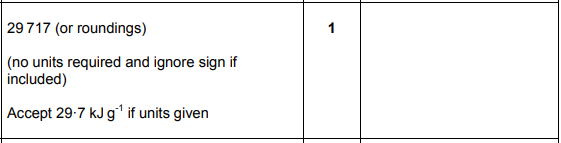 29 717 (or roundings)
1
(no units required and ignore sign if
included)
Accept 29·7 kJ g⁻¹ if units given